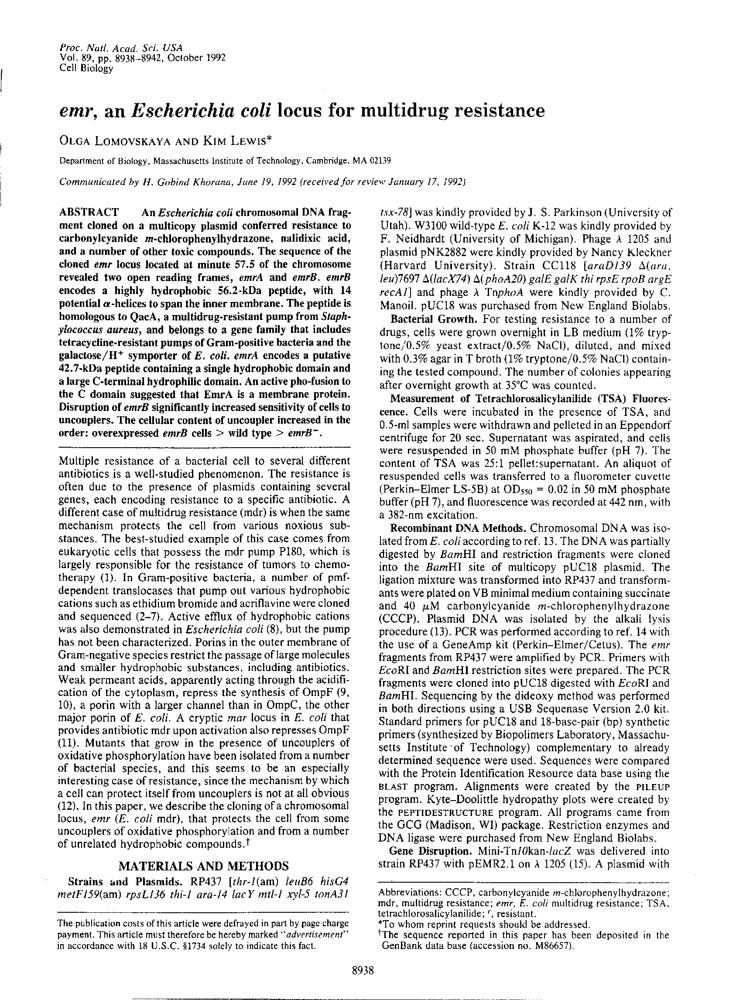 Proc. Natl. Acad. Sci. USA
Vol. 89, pp. 8938–8942, October 1992
Cell Biology
emr, an Escherichia coli locus for multidrug resistance
OLGA LOMOVSKAYA AND KIM LEWIS*
Department of Biology, Massachusetts Institute of Technology, Cambridge, MA 02139
Communicated by H. Gobind Khorana, June 19, 1992 (received for review January 17, 1992)
ABSTRACT An Escherichia coli chromosomal DNA frag-
ment cloned on a multicopy plasmid conferred resistance to
carbonylcyanide m-chlorophenylhydrazone, nalidixic acid,
and a number of other toxic compounds. The sequence of the
cloned emr locus located at minute 57.5 of the chromosome
revealed two open reading frames, emrA and emrB. emrB
encodes a highly hydrophobic 56.2-kDa peptide, with 14
potential α-helices to span the inner membrane. The peptide is
homologous to QacA, a multidrug-resistant pump from Staph-
ylococcus aureus, and belongs to a gene family that includes
tetracycline-resistant pumps of Gram-positive bacteria and the
galactose/H⁺ symporter of E. coli. emrA encodes a putative
42.7-kDa peptide containing a single hydrophobic domain and
a large C-terminal hydrophilic domain. An active pho-fusion to
the C domain suggested that EmrA is a membrane protein.
Disruption of emrB significantly increased sensitivity of cells to
uncouplers. The cellular content of uncoupler increased in the
order: overexpressed emrB cells > wild type > emrB⁻.
Multiple resistance of a bacterial cell to several different
antibiotics is a well-studied phenomenon. The resistance is
often due to the presence of plasmids containing several
genes, each encoding resistance to a specific antibiotic. A
different case of multidrug resistance (mdr) is when the same
mechanism protects the cell from various noxious sub-
stances. The best-studied example of this case comes from
eukaryotic cells that possess the mdr pump P180, which is
largely responsible for the resistance of tumors to chemo-
therapy (1). In Gram-positive bacteria, a number of pmf-
dependent translocases that pump out various hydrophobic
cations such as ethidium bromide and acriflavine were cloned
and sequenced (2–7). Active efflux of hydrophobic cations
was also demonstrated in Escherichia coli (8), but the pump
has not been characterized. Porins in the outer membrane of
Gram-negative species restrict the passage of large molecules
and smaller hydrophobic substances, including antibiotics.
Weak permeant acids, apparently acting through the acidifi-
cation of the cytoplasm, repress the synthesis of OmpF (9,
10), a porin with a larger channel than in OmpC, the other
major porin of E. coli. A cryptic mar locus in E. coli that
provides antibiotic mdr upon activation also represses OmpF
(11). Mutants that grow in the presence of uncouplers of
oxidative phosphorylation have been isolated from a number
of bacterial species, and this seems to be an especially
interesting case of resistance, since the mechanism by which
a cell can protect itself from uncouplers is not at all obvious
(12). In this paper, we describe the cloning of a chromosomal
locus, emr (E. coli mdr), that protects the cell from some
uncouplers of oxidative phosphorylation and from a number
of unrelated hydrophobic compounds.†
MATERIALS AND METHODS
Strains and Plasmids. RP437 [thr-1(am) leuB6 hisG4
metF159(am) rpsL136 thi-1 ara-14 lacY mtl-1 xyl-5 tonA31
The publication costs of this article were defrayed in part by page charge
payment. This article must therefore be hereby marked "advertisement"
in accordance with 18 U.S.C. §1734 solely to indicate this fact.
tsx-78] was kindly provided by J. S. Parkinson (University of
Utah). W3100 wild-type E. coli K-12 was kindly provided by
F. Neidhardt (University of Michigan). Phage λ 1205 and
plasmid pNK2882 were kindly provided by Nancy Kleckner
(Harvard University). Strain CC118 [araD139 Δ(ara,
leu)7697 Δ(lacX74) Δ(phoA20) galE galK thi rpsE rpoB argE
recA1] and phage λ TnphoA were kindly provided by C.
Manoil. pUC18 was purchased from New England Biolabs.
Bacterial Growth. For testing resistance to a number of
drugs, cells were grown overnight in LB medium (1% tryp-
tone/0.5% yeast extract/0.5% NaCl), diluted, and mixed
with 0.3% agar in T broth (1% tryptone/0.5% NaCl) contain-
ing the tested compound. The number of colonies appearing
after overnight growth at 35°C was counted.
Measurement of Tetrachlorosalicylanilide (TSA) Fluores-
cence. Cells were incubated in the presence of TSA, and
0.5-ml samples were withdrawn and pelleted in an Eppendorf
centrifuge for 20 sec. Supernatant was aspirated, and cells
were resuspended in 50 mM phosphate buffer (pH 7). The
content of TSA was 25:1 pellet:supernatant. An aliquot of
resuspended cells was transferred to a fluorometer cuvette
(Perkin–Elmer LS-5B) at OD₅₅₀ = 0.02 in 50 mM phosphate
buffer (pH 7), and fluorescence was recorded at 442 nm, with
a 382-nm excitation.
Recombinant DNA Methods. Chromosomal DNA was iso-
lated from E. coli according to ref. 13. The DNA was partially
digested by BamHI and restriction fragments were cloned
into the BamHI site of multicopy pUC18 plasmid. The
ligation mixture was transformed into RP437 and transform-
ants were plated on VB minimal medium containing succinate
and 40 μM carbonylcyanide m-chlorophenylhydrazone
(CCCP). Plasmid DNA was isolated by the alkali lysis
procedure (13). PCR was performed according to ref. 14 with
the use of a GeneAmp kit (Perkin–Elmer/Cetus). The emr
fragments from RP437 were amplified by PCR. Primers with
EcoRI and BamHI restriction sites were prepared. The PCR
fragments were cloned into pUC18 digested with EcoRI and
BamHI. Sequencing by the dideoxy method was performed
in both directions using a USB Sequenase Version 2.0 kit.
Standard primers for pUC18 and 18-base-pair (bp) synthetic
primers (synthesized by Biopolimers Laboratory, Massachu-
setts Institute of Technology) complementary to already
determined sequence were used. Sequences were compared
with the Protein Identification Resource data base using the
BLAST program. Alignments were created by the PILEUP
program. Kyte–Doolittle hydropathy plots were created by
the PEPTIDESTRUCTURE program. All programs came from
the GCG (Madison, WI) package. Restriction enzymes and
DNA ligase were purchased from New England Biolabs.
Gene Disruption. Mini-Tn10kan-lacZ was delivered into
strain RP437 with pEMR2.1 on λ 1205 (15). A plasmid with
Abbreviations: CCCP, carbonylcyanide m-chlorophenylhydrazone;
mdr, multidrug resistance; emr, E. coli multidrug resistance; TSA,
tetrachlorosalicylanilide; ʳ, resistant.
*To whom reprint requests should be addressed.
†The sequence reported in this paper has been deposited in the
GenBank data base (accession no. M86657).
8938